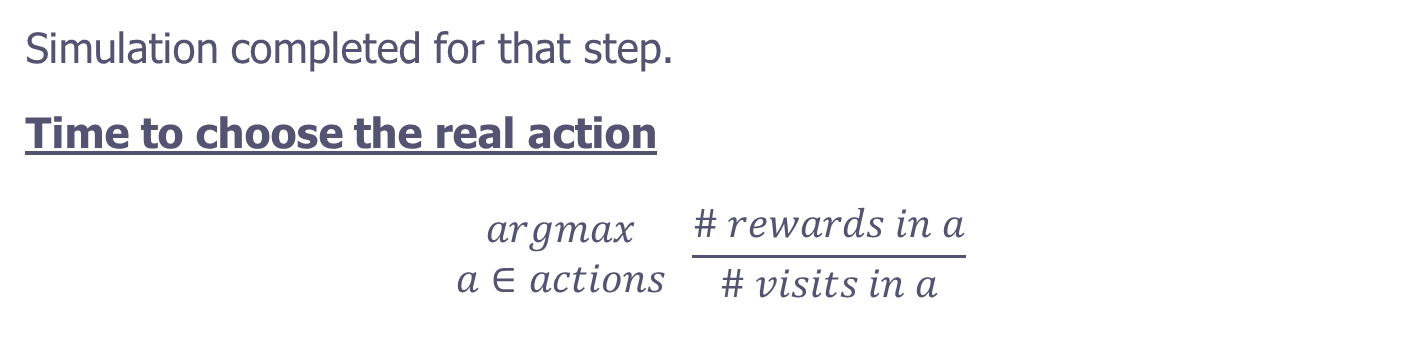 Simulation completed for that step.
Time to choose the real action
argmax
a ∈ actions
# rewards in a
# visits in a